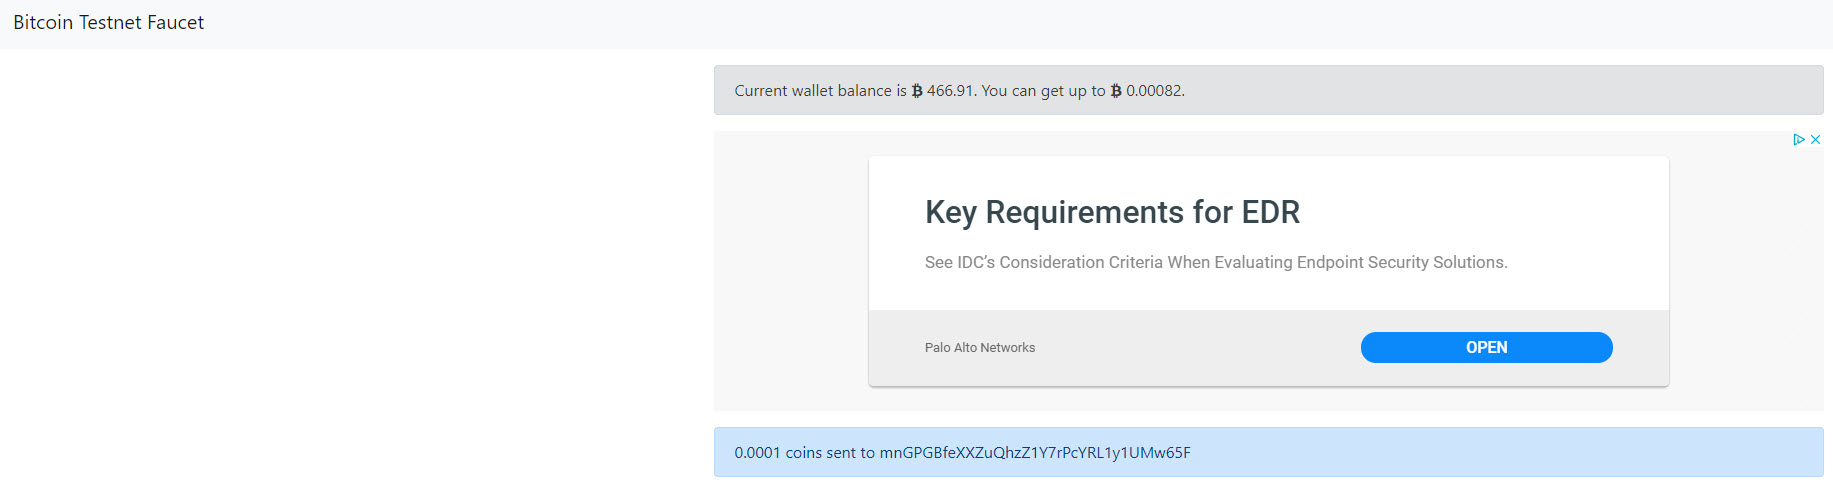 Bitcoin Testnet Faucet
Current wallet balance is ₿ 466.91. You can get up to ₿ 0.00082.
Key Requirements for EDR
See IDC’s Consideration Criteria When Evaluating Endpoint Security Solutions.
Palo Alto Networks
OPEN
0.0001 coins sent to mnGPGBfeXXZuQhzZ1Y7rPcYRL1y1UMw65F